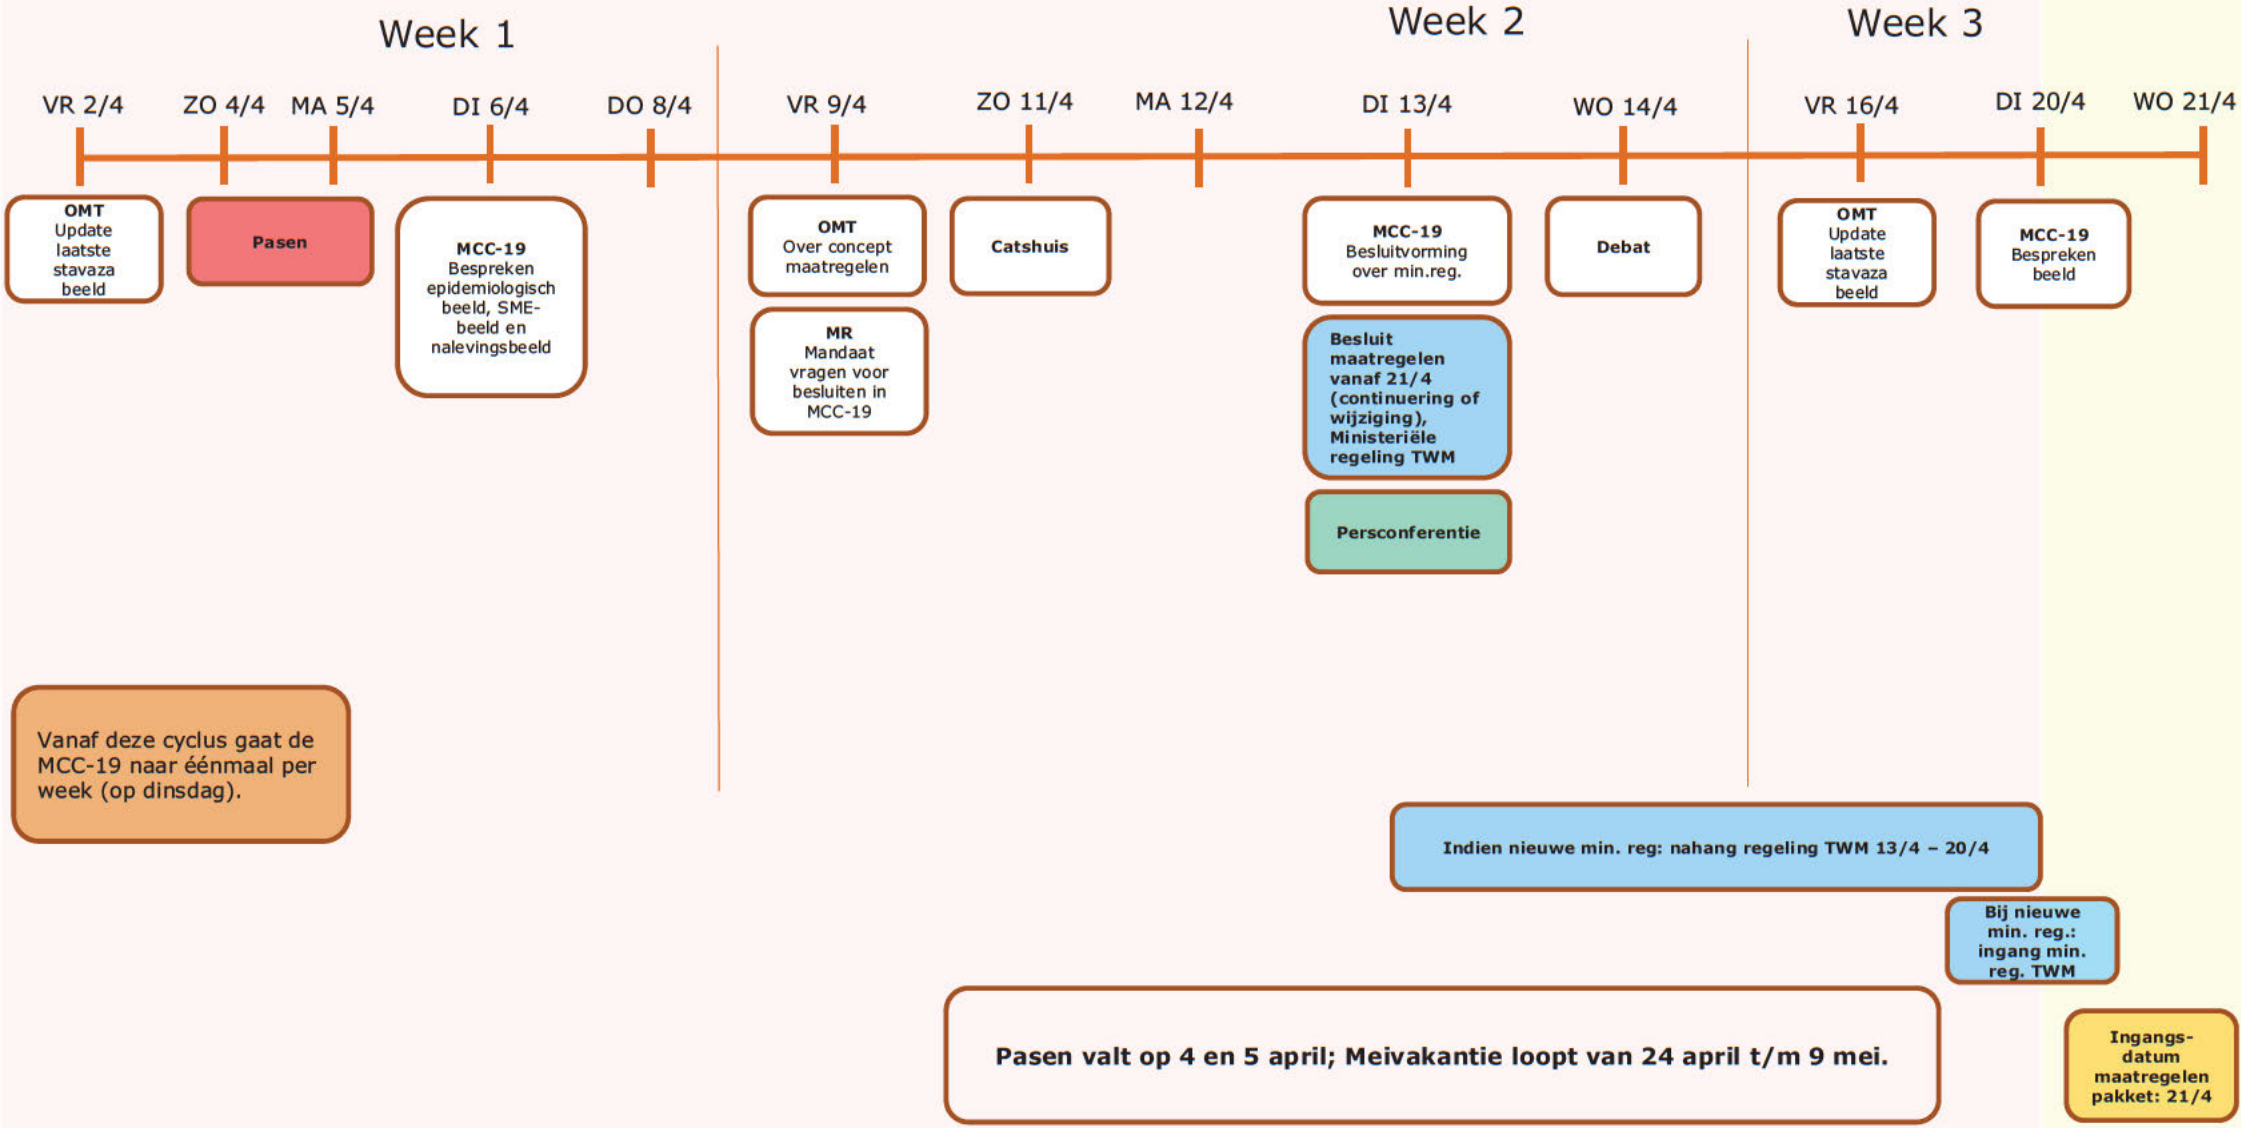 Week 1
Week 2
Week 3
VR 2/4
ZO 4/4
MA 5/4
DI 6/4
DO 8/4
VR 9/4
ZO 11/4
MA 12/4
DI 13/4
WO 14/4
VR 16/4
DI 20/4
WO 21/4
OMT
Update
laatste
stavaza
beeld
Pasen
MCC-19
Bespreken
epidemiologisch
beeld, SME-
beeld en
nalevingsbeeld
OMT
Over concept
maatregelen
MR
Mandaat
vragen voor
besluiten in
MCC-19
Catshuis
MCC-19
Besluitvorming
over min.reg.
Besluit
maatregelen
vanaf 21/4
(continuering of
wijziging),
Ministeriële
regeling TWM
Persconferentie
Debat
OMT
Update
laatste
stavaza
beeld
MCC-19
Bespreken
beeld
Vanaf deze cyclus gaat de
MCC-19 naar éénmaal per
week (op dinsdag).
Indien nieuwe min. reg: nahang regeling TWM 13/4 – 20/4
Bij nieuwe
min. reg.:
ingang min.
reg. TWM
Pasen valt op 4 en 5 april; Meivakantie loopt van 24 april t/m 9 mei.
Ingangs-
datum
maatregelen
pakket: 21/4